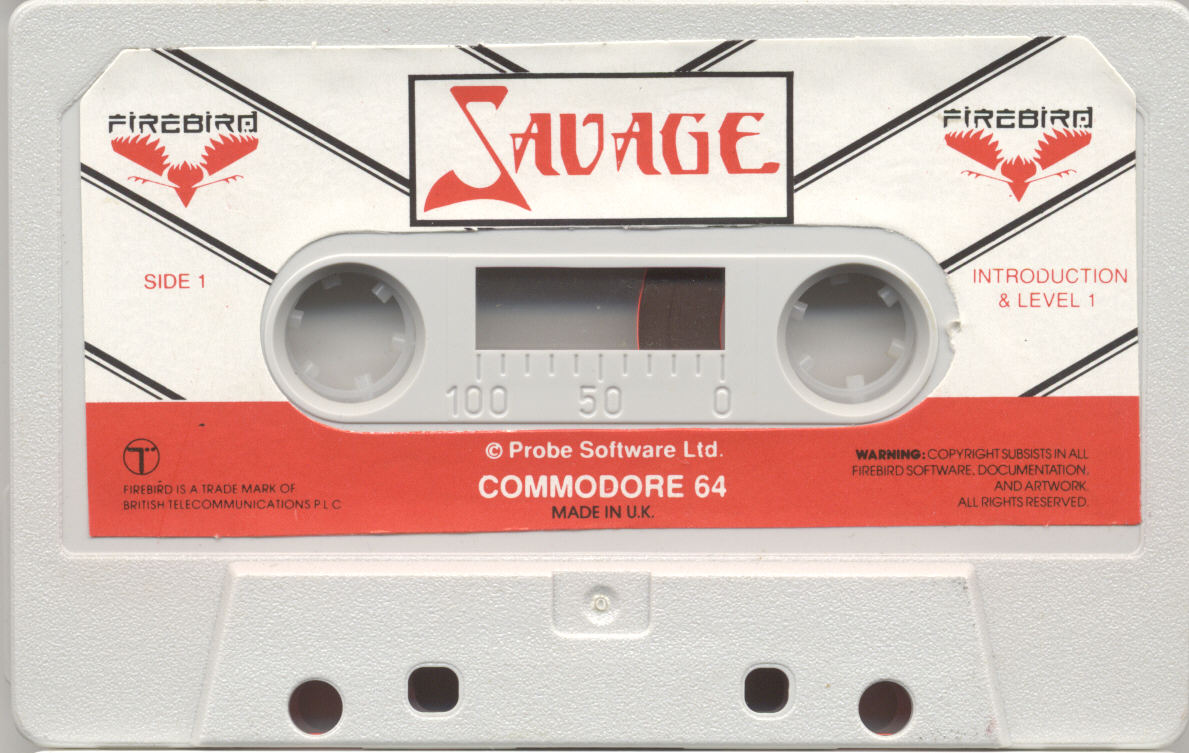 FIREBIRD
SAVAGE
FIREBIRD
SIDE 1
INTRODUCTION
& LEVEL 1
100 50 0
© Probe Software Ltd.
COMMODORE 64
MADE IN U.K.
T
FIREBIRD IS A TRADE MARK OF
BRITISH TELECOMMUNICATIONS P L C
WARNING: COPYRIGHT SUBSISTS IN ALL
FIREBIRD SOFTWARE, DOCUMENTATION,
AND ARTWORK.
ALL RIGHTS RESERVED.